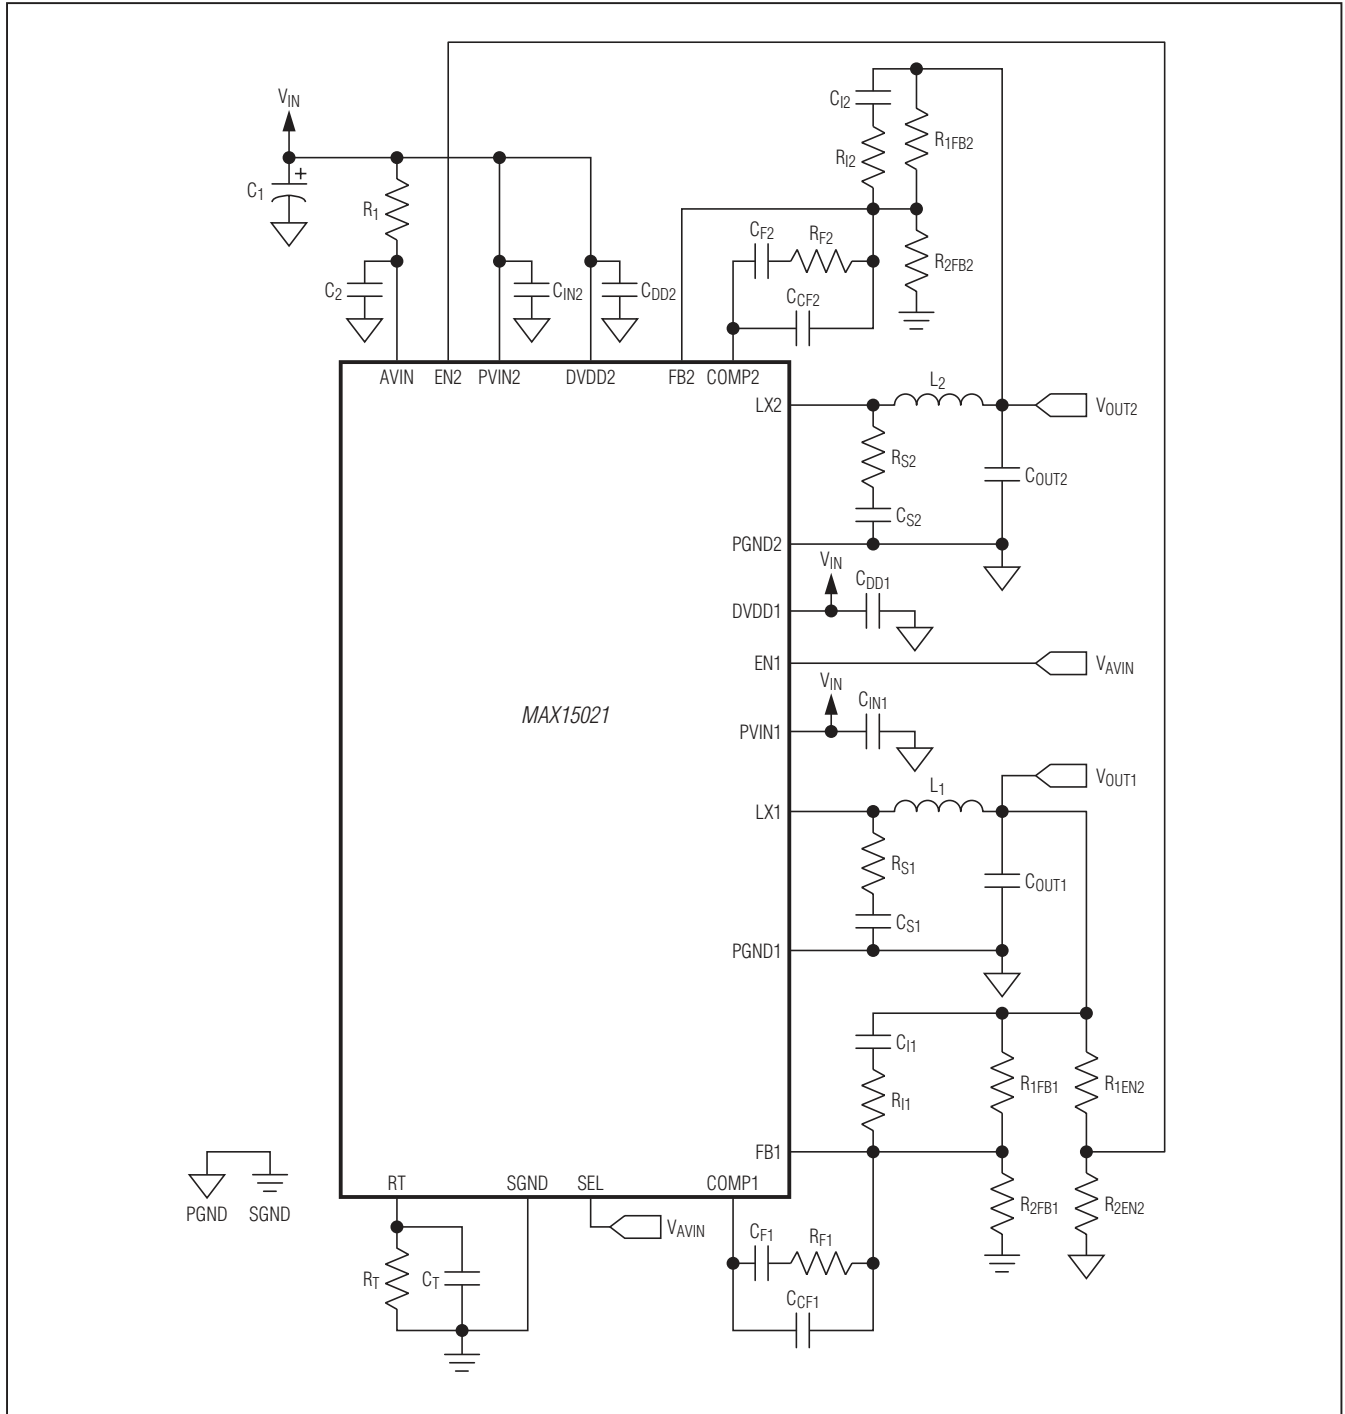 VIN
C1
R1
C2
CIN2
CDD2
CI2
RI2
R1FB2
CF2
RF2
R2FB2
CCF2
AVIN EN2 PVIN2 DVDD2 FB2 COMP2
LX2
L2
VOUT2
RS2
COUT2
CS2
PGND2
VIN
CDD1
DVDD1
EN1
VAVIN
VIN
CIN1
MAX15021
PVIN1
VOUT1
L1
LX1
RS1
COUT1
CS1
PGND1
CI1
R1FB1
R1EN2
RI1
FB1
RT SGND SEL COMP1
R2FB1
R2EN2
PGND SGND
VAVIN
CF1
RF1
RT
CT
CCF1